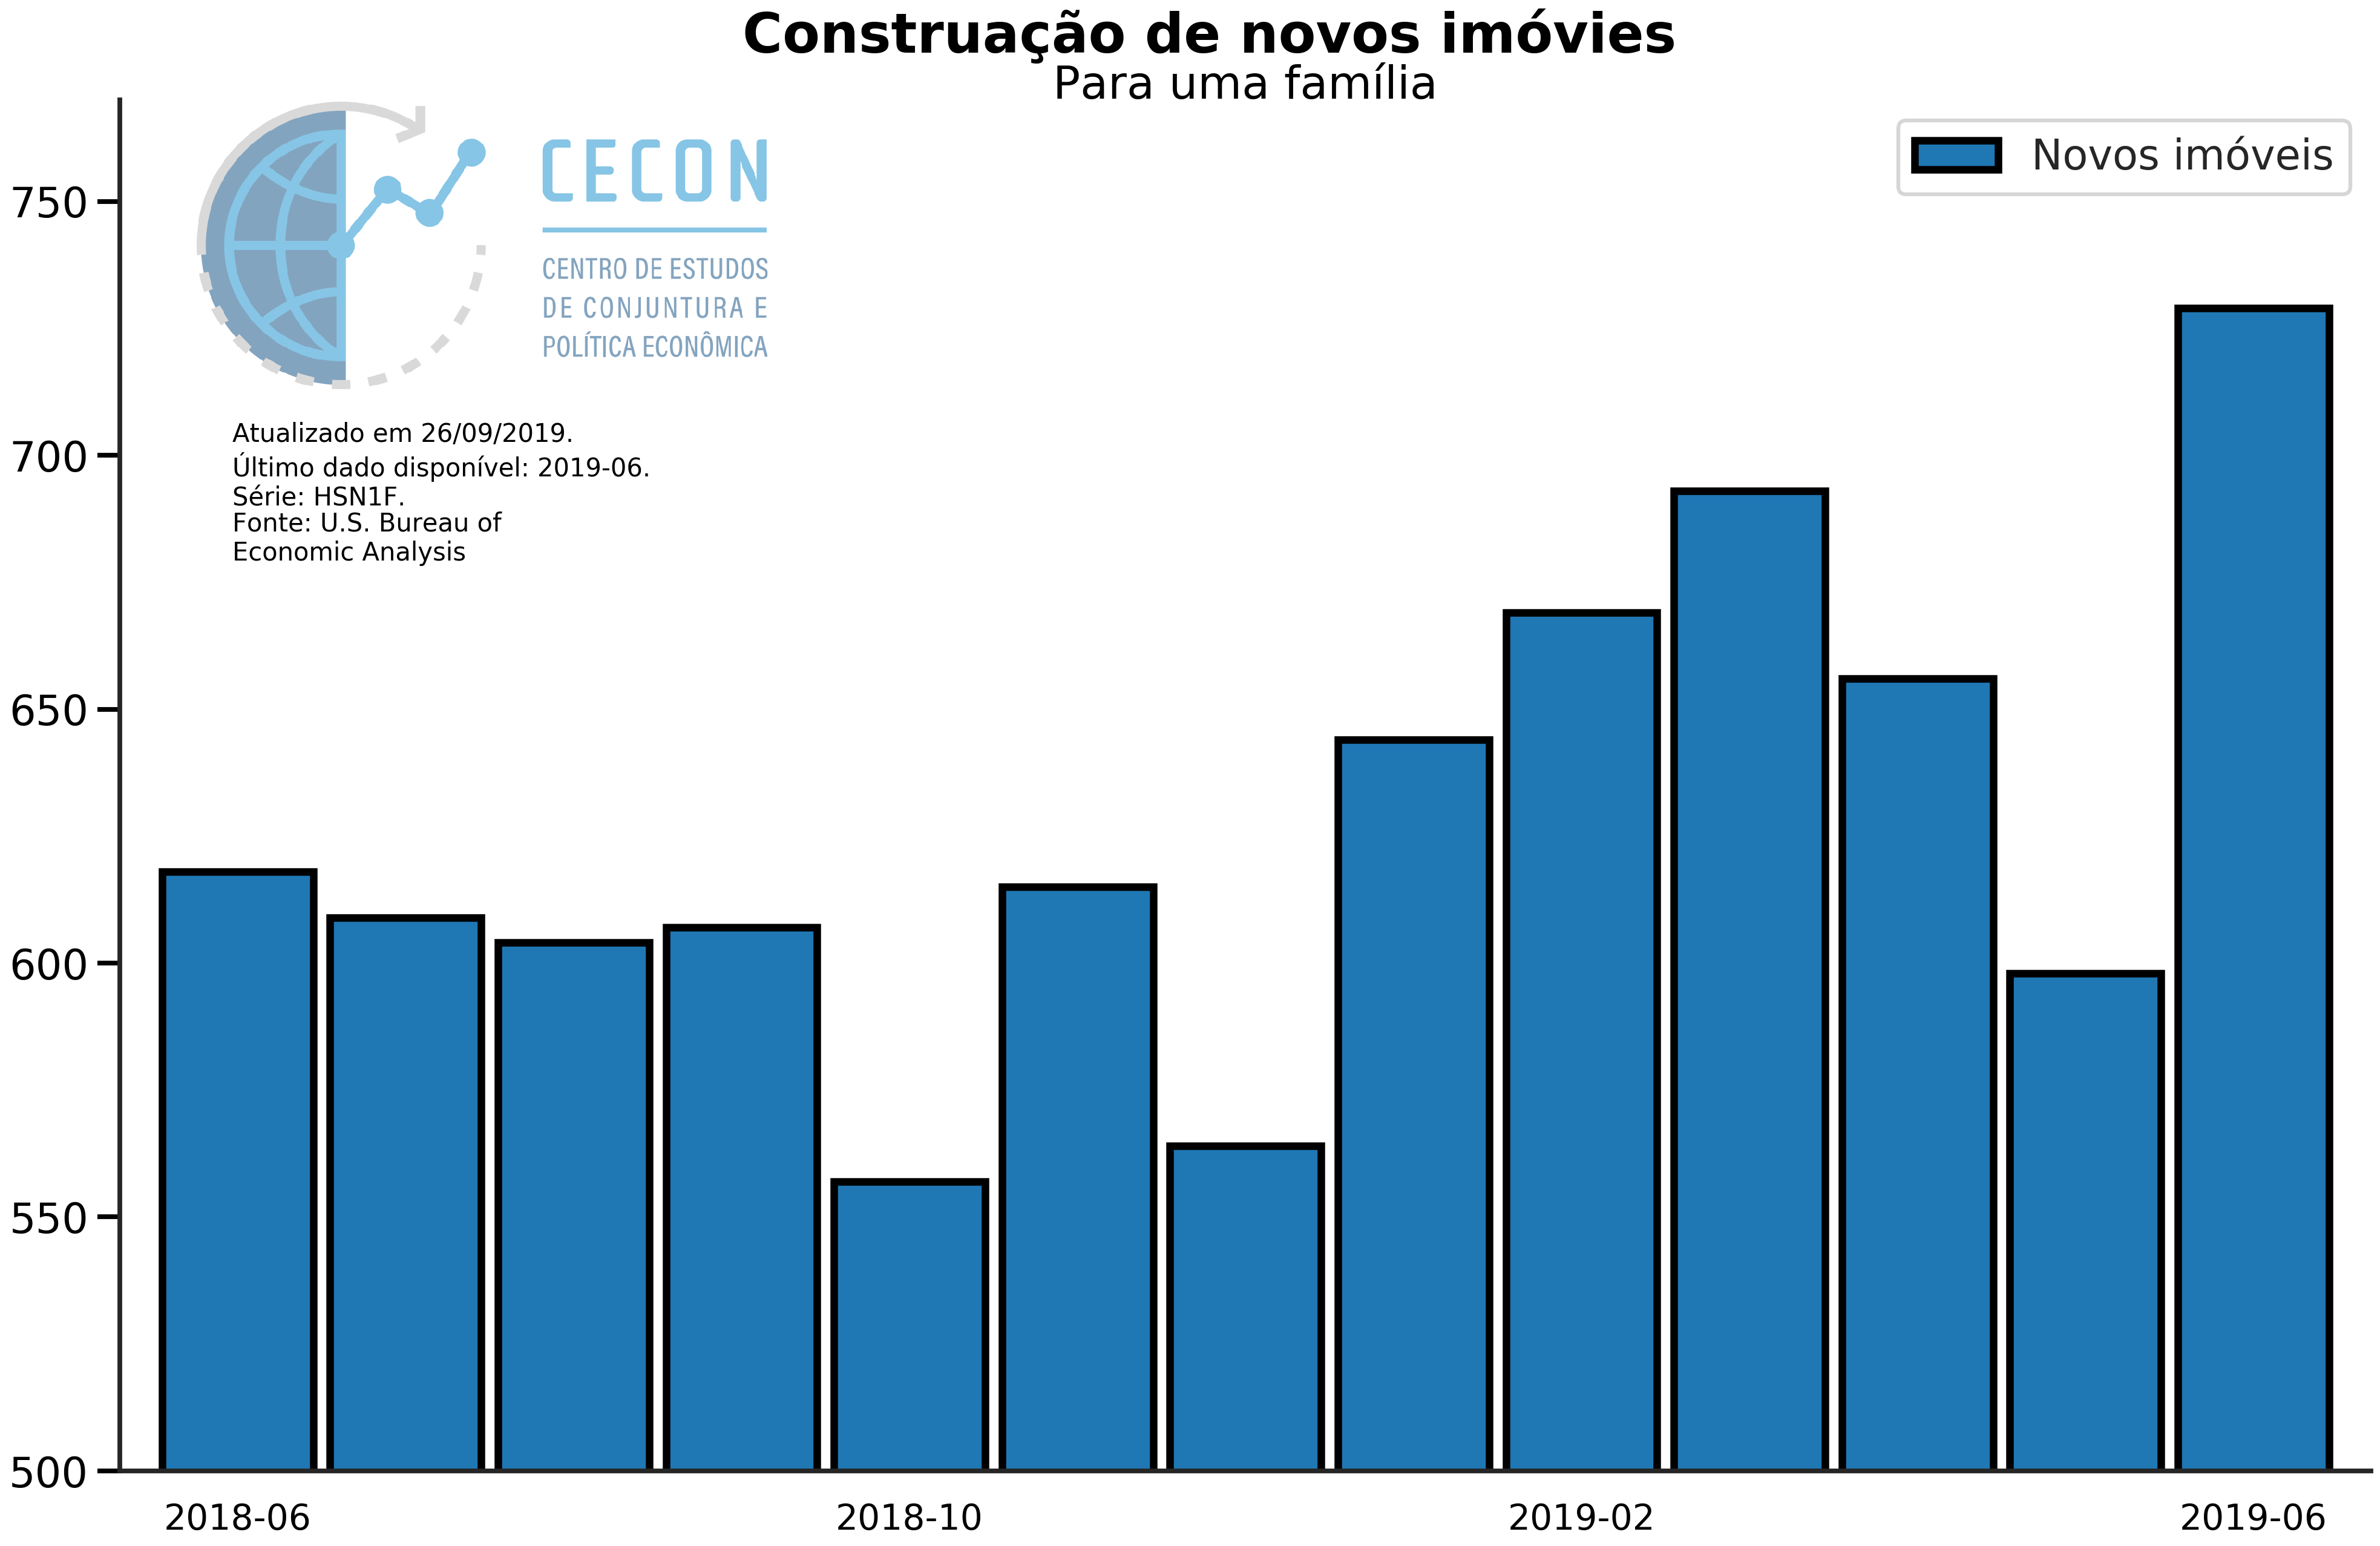 Construação de novos imóvies
Para uma família
CECON
CENTRO DE ESTUDOS
DE CONJUNTURA E
POLÍTICA ECONÔMICA
Novos imóveis
Atualizado em 26/09/2019.
Último dado disponível: 2019-06.
Série: HSN1F.
Fonte: U.S. Bureau of
Economic Analysis
750
700
650
600
550
500
2018-06
2018-10
2019-02
2019-06